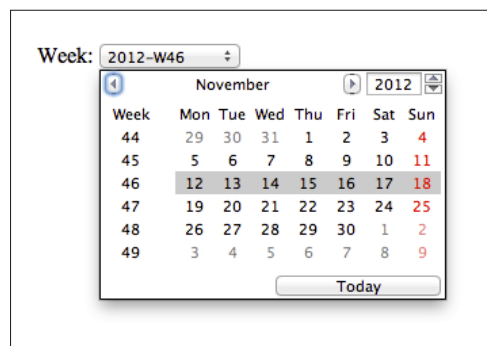 Week: 2012-W46
November 2012
Week Mon Tue Wed Thu Fri Sat Sun
44 29 30 31 1 2 3 4
45 5 6 7 8 9 10 11
46 12 13 14 15 16 17 18
47 19 20 21 22 23 24 25
48 26 27 28 29 30 1 2
49 3 4 5 6 7 8 9
Today